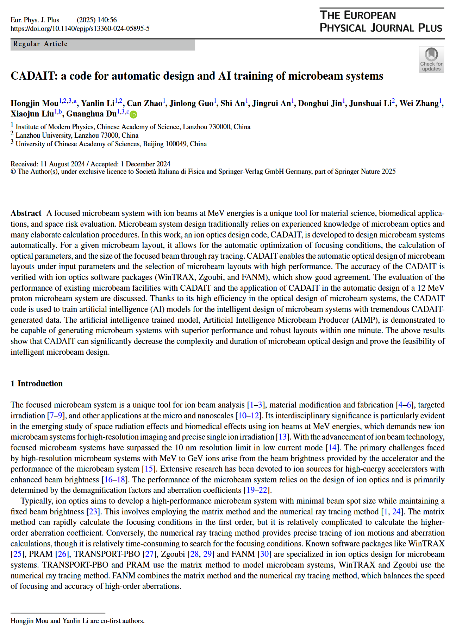 Eur. Phys. J. Plus (2025) 140:56
https://doi.org/10.1140/epjp/s13360-024-05895-5
THE EUROPEAN
PHYSICAL JOURNAL PLUS
Regular Article
Check for
updates
CADAIT: a code for automatic design and AI training of microbeam systems
Hongjin Mou1,2,3,a, Yanlin Li1,2, Can Zhao1, Jinlong Guo1, Shi An1, Jingrui An1, Donghui Jin1, Junshuai Li2, Wei Zhang1,
Xiaojun Liu1,b, Guanghua Du1,3,c
1 Institute of Modern Physics, Chinese Academy of Science, Lanzhou 730000, China
2 Lanzhou University, Lanzhou 73000, China
3 University of Chinese Academy of Sciences, Beijing 100049, China
Received: 11 August 2024 / Accepted: 1 December 2024
© The Author(s), under exclusive licence to Società Italiana di Fisica and Springer Verlag GmbH Germany, part of Springer Nature 2025
Abstract A focused microbeam system with ion beams at MeV energies is a unique tool for material science, biomedical applica-
tions, and space risk evaluation. Microbeam system design traditionally relies on experienced knowledge of microbeam optics and
many elaborate calculation procedures. In this work, an ion optics design code, CADAIT, is developed to design microbeam systems
automatically. For a given microbeam layout, it allows for the automatic optimization of focusing conditions, the calculation of
optical parameters, and the size of the focused beam through ray tracing. CADAIT enables the automatic optical design of microbeam
layouts under input parameters and the selection of microbeam layouts with high performance. The accuracy of the CADAIT is
verified with ion optics software packages (WinTRAX, Zgoubi, and FANM), which show good agreement. The evaluation of the
performance of existing microbeam facilities with CADAIT and the application of CADAIT in the automatic design of a 12 MeV
proton microbeam system are discussed. Thanks to its high efficiency in the optical design of microbeam systems, the CADAIT
code is used to train artificial intelligence (AI) models for the intelligent design of microbeam systems with tremendous CADAIT-
generated data. The artificial intelligence trained model, Artificial Intelligence Microbeam Producer (AIMP), is demonstrated to
be capable of generating microbeam systems with superior performance and robust layouts within one minute. The above results
show that CADAIT can significantly decrease the complexity and duration of microbeam optical design and prove the feasibility of
intelligent microbeam design.
1 Introduction
The focused microbeam system is a unique tool for ion beam analysis [1–3], material modification and fabrication [4–6], targeted
irradiation [7–9], and other applications at the micro and nanoscales [10–12]. Its interdisciplinary significance is particularly evident
in the emerging study of space radiation effects and biomedical effects using ion beams at MeV energies, which demands new ion
microbeam systems for high-resolution imaging and precise single ion irradiation [13]. With the advancement of ion beam technology,
focused microbeam systems have surpassed the 10 nm resolution limit in low current mode [14]. The primary challenges faced
by high-resolution microbeam systems with MeV to GeV ions arise from the beam brightness provided by the accelerator and the
performance of the microbeam system [15]. Extensive research has been devoted to ion sources for high-energy accelerators with
enhanced beam brightness [16–18]. The performance of the microbeam system relies on the design of ion optics and is primarily
determined by the demagnification factors and aberration coefficients [19–22].
Typically, ion optics aims to develop a high-performance microbeam system with minimal beam spot size while maintaining a
fixed beam brightness [23]. This involves employing the matrix method and the numerical ray tracing method [1, 24]. The matrix
method can rapidly calculate the focusing conditions in the first order, but it is relatively complicated to calculate the higher-
order aberration coefficient. Conversely, the numerical ray tracing method provides precise tracing of ion motions and aberration
calculations, though it is relatively time-consuming to search for the focusing conditions. Known software packages like WinTRAX
[25], PRAM [26], TRANSPORT-PBO [27], Zgoubi [28, 29] and FANM [30] are specialized in ion optics design for microbeam
systems. TRANSPORT-PBO and PRAM use the matrix method to model microbeam systems, WinTRAX and Zgoubi use the
numerical ray tracing method. FANM combines the matrix and the numerical ray tracing method, which balances the speed
of focusing and accuracy of high-order aberrations.
Hongjin Mou and Yanlin Li are co-first authors.